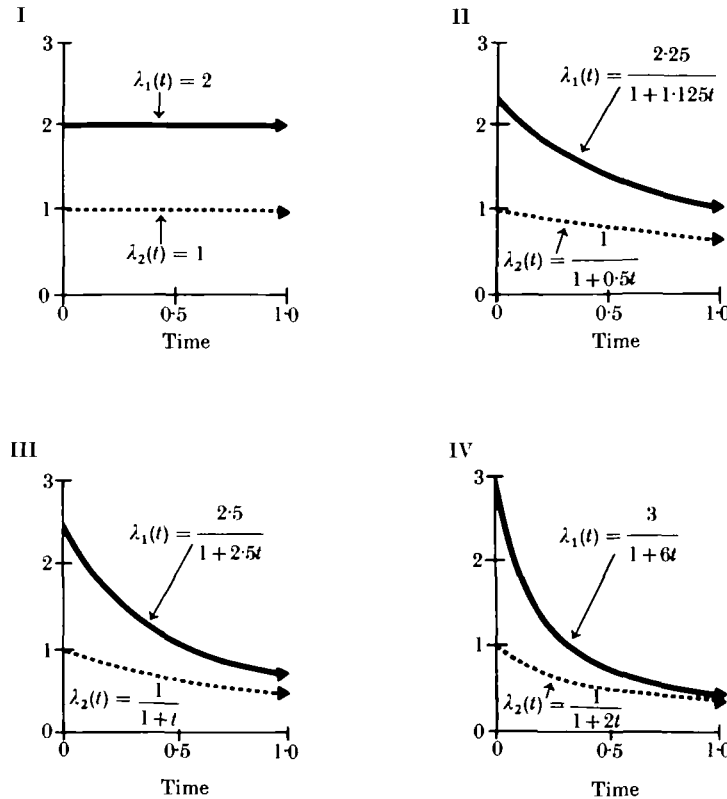 I
3
2
1
0
λ₁(t) = 2
λ₂(t) = 1
0
0·5
1·0
Time
II
3
2
1
0
λ₁(t) = 2·25 / 1 + 1·125t
λ₂(t) = 1 / 1 + 0·5t
0
0·5
1·0
Time
III
3
2
1
0
λ₁(t) = 2·5 / 1 + 2·5t
λ₂(t) = 1 / 1 + t
0
0·5
1·0
Time
IV
3
2
1
0
λ₁(t) = 3 / 1 + 6t
λ₂(t) = 1 / 1 + 2t
0
0·5
1·0
Time